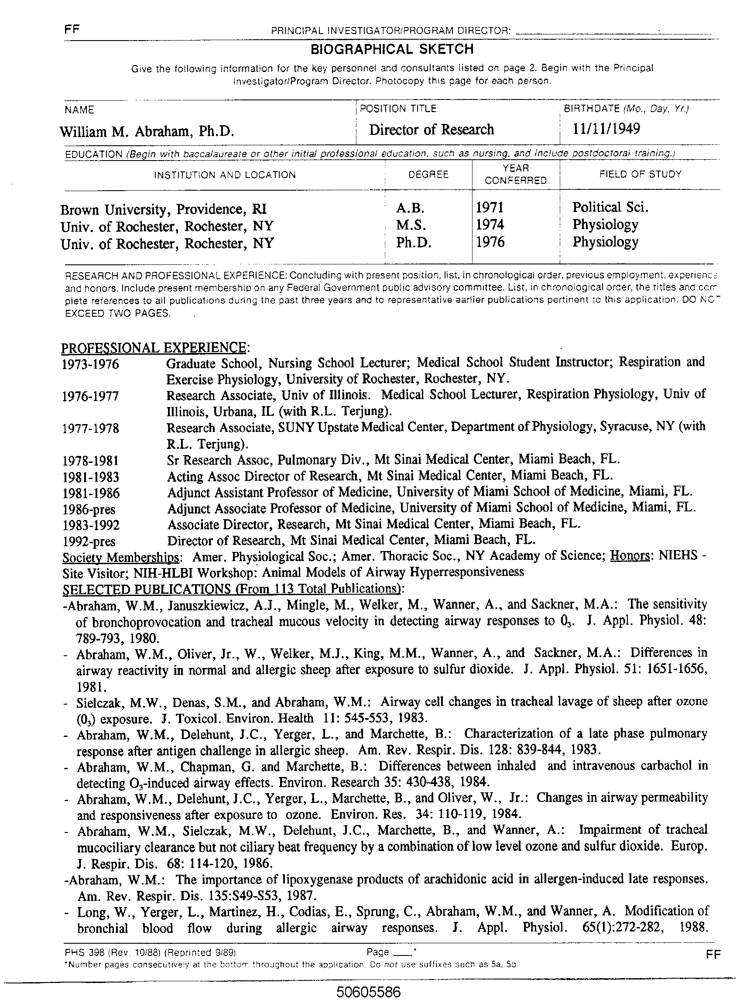 FF
PRINCIPAL INVESTIGATOR/PROGRAM DIRECTOR:
BIOGRAPHICAL SKETCH
Give the following information for the key personnel and consultants listed on page 2. Begin with the Principal
Investigator/Program Director. Photocopy this page for each person.
NAME POSITION TITLE BIRTHDATE (Mo., Day, Yr.)
William M. Abraham, Ph.D. Director of Research 11/11/1949
EDUCATION (Begin with baccalaureate or other initial professional education, such as nursing, and include postdoctoral training.)
INSTITUTION AND LOCATION DEGREE YEAR CONFERRED FIELD OF STUDY
Brown University, Providence, RI A.B. 1971 Political Sci.
Univ. of Rochester, Rochester, NY M.S. 1974 Physiology
Univ. of Rochester, Rochester, NY Ph.D. 1976 Physiology
RESEARCH AND PROFESSIONAL EXPERIENCE: Concluding with present position, list, in chronological order, previous employment, experience
and honors. Include present membership on any Federal Government public advisory committee. List, in chronological order, the titles and com-
plete references to all publications during the past three years and to representative earlier publications pertinent to this application. DO NOT
EXCEED TWO PAGES.
PROFESSIONAL EXPERIENCE:
1973-1976 Graduate School, Nursing School Lecturer; Medical School Student Instructor; Respiration and
Exercise Physiology, University of Rochester, Rochester, NY.
1976-1977 Research Associate, Univ of Illinois. Medical School Lecturer, Respiration Physiology, Univ of
Illinois, Urbana, IL (with R.L. Terjung).
1977-1978 Research Associate, SUNY Upstate Medical Center, Department of Physiology, Syracuse, NY (with
R.L. Terjung).
1978-1981 Sr Research Assoc, Pulmonary Div., Mt Sinai Medical Center, Miami Beach, FL.
1981-1983 Acting Assoc Director of Research, Mt Sinai Medical Center, Miami Beach, FL.
1981-1986 Adjunct Assistant Professor of Medicine, University of Miami School of Medicine, Miami, FL.
1986-pres Adjunct Associate Professor of Medicine, University of Miami School of Medicine, Miami, FL.
1983-1992 Associate Director, Research, Mt Sinai Medical Center, Miami Beach, FL.
1992-pres Director of Research, Mt Sinai Medical Center, Miami Beach, FL.
Society Memberships: Amer. Physiological Soc.; Amer. Thoracic Soc., NY Academy of Science; Honors: NIEHS -
Site Visitor; NIH-HLBI Workshop: Animal Models of Airway Hyperresponsiveness
SELECTED PUBLICATIONS (From 113 Total Publications):
-Abraham, W.M., Januszkiewicz, A.J., Mingle, M., Welker, M., Wanner, A., and Sackner, M.A.: The sensitivity
of bronchoprovocation and tracheal mucous velocity in detecting airway responses to 0₃. J. Appl. Physiol. 48:
789-793, 1980.
- Abraham, W.M., Oliver, Jr., W., Welker, M.J., King, M.M., Wanner, A., and Sackner, M.A.: Differences in
airway reactivity in normal and allergic sheep after exposure to sulfur dioxide. J. Appl. Physiol. 51: 1651-1656,
1981.
- Sielczak, M.W., Denas, S.M., and Abraham, W.M.: Airway cell changes in tracheal lavage of sheep after ozone
(0₃) exposure. J. Toxicol. Environ. Health 11: 545-553, 1983.
- Abraham, W.M., Delehunt, J.C., Yerger, L., and Marchette, B.: Characterization of a late phase pulmonary
response after antigen challenge in allergic sheep. Am. Rev. Respir. Dis. 128: 839-844, 1983.
- Abraham, W.M., Chapman, G. and Marchette, B.: Differences between inhaled and intravenous carbachol in
detecting O₃-induced airway effects. Environ. Research 35: 430-438, 1984.
- Abraham, W.M., Delehunt, J.C., Yerger, L., Marchette, B., and Oliver, W., Jr.: Changes in airway permeability
and responsiveness after exposure to ozone. Environ. Res. 34: 110-119, 1984.
- Abraham, W.M., Sielczak, M.W., Delehunt, J.C., Marchette, B., and Wanner, A.: Impairment of tracheal
mucociliary clearance but not ciliary beat frequency by a combination of low level ozone and sulfur dioxide. Europ.
J. Respir. Dis. 68: 114-120, 1986.
-Abraham, W.M.: The importance of lipoxygenase products of arachidonic acid in allergen-induced late responses.
Am. Rev. Respir. Dis. 135:S49-S53, 1987.
- Long, W., Yerger, L., Martinez, H., Codias, E., Sprung, C., Abraham, W.M., and Wanner, A. Modification of
bronchial blood flow during allergic airway responses. J. Appl. Physiol. 65(1):272-282, 1988.
PHS 398 (Rev. 10/88) (Reprinted 9/89) Page ___* FF
*Number pages consecutively at the bottom throughout the application. Do not use suffixes such as 5a, 5b.
50605586